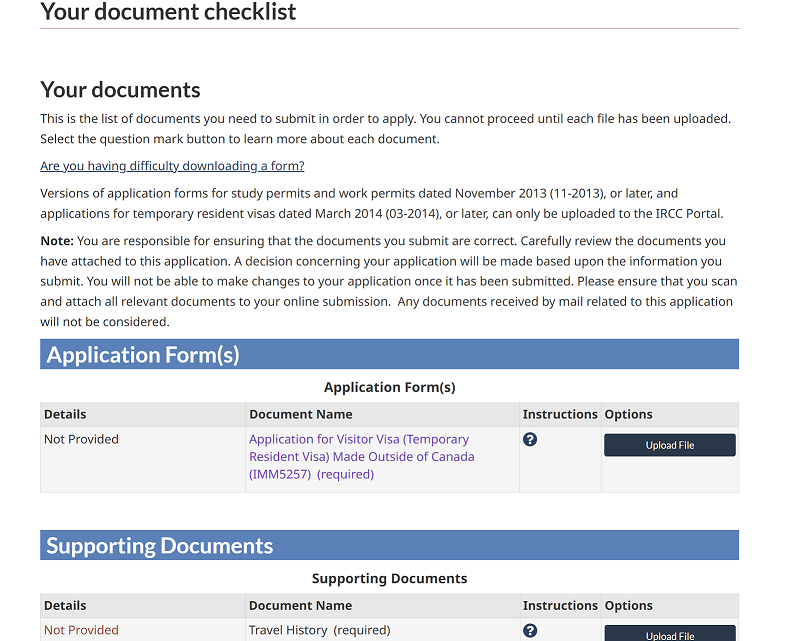 Your document checklist
Your documents
This is the list of documents you need to submit in order to apply. You cannot proceed until each file has been uploaded.
Select the question mark button to learn more about each document.
Are you having difficulty downloading a form?
Versions of application forms for study permits and work permits dated November 2013 (11-2013), or later, and
applications for temporary resident visas dated March 2014 (03-2014), or later, can only be uploaded to the IRCC Portal.
Note: You are responsible for ensuring that the documents you submit are correct. Carefully review the documents you
have attached to this application. A decision concerning your application will be made based upon the information you
submit. You will not be able to make changes to your application once it has been submitted. Please ensure that you scan
and attach all relevant documents to your online submission.  Any documents received by mail related to this application
will not be considered.
Application Form(s)
Application Form(s)
Details Document Name Instructions Options
Not Provided Application for Visitor Visa (Temporary ? Upload File
Resident Visa) Made Outside of Canada
(IMM5257)  (required)
Supporting Documents
Supporting Documents
Details Document Name Instructions Options
Not Provided Travel History  (required) ? Upload File